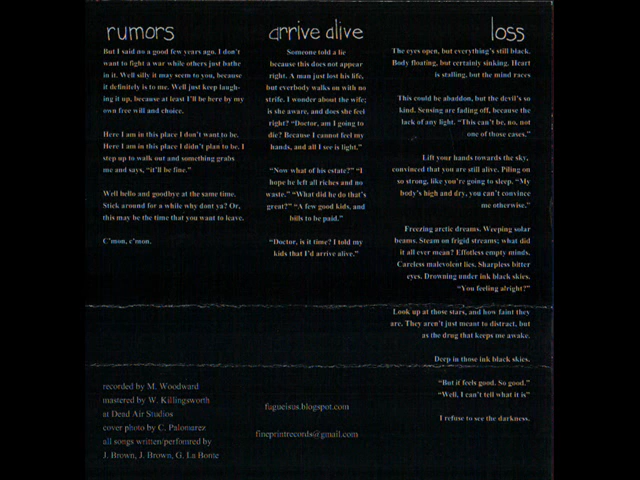 rumors
But I said no a good few years ago. I don't
want to fight a war while others just bathe
in it. Well silly it may seem to you, because
it definitely is to me. We'll just keep laugh-
ing it up, because at least I'll be here by my
own free will and choice.
Here I am in this place I don't want to be.
Here I am in this place I didn't plan to be. I
step up to walk out and something grabs
me and says, "it'll be fine."
Well hello and goodbye at the same time.
Stick around for a while why dont ya? Or,
this may be the time that you want to leave.
C'mon, c'mon.
arrive alive
Someone told a lie
because this does not appear
right. A man just lost his life,
but everbody walks on with no
strife. I wonder about the wife;
is she aware, and does she feel
right? "Doctor, am I going to
die? Because I cannot feel my
hands, and all I see is light."
"Now what of his estate?" "I
hope he left all riches and no
waste." "What did he do that's
great?" "A few good kids, and
bills to be paid."
"Doctor, is it time? I told my
kids that I'd arrive alive."
loss
The eyes open, but everything's still black.
Body floating, but certainly sinking. Heart
is stalling, but the mind races
This could be abaddon, but the devil's so
kind. Sensing are fading off, because the
lack of any light. "This can't be, no, not
one of those cases."
Lift your hands towards the sky,
convinced that you are still alive. Piling on
so strong, like you're going to sleep. "My
body's high and dry, you can't convince
me otherwise."
Freezing arctic dreams. Weeping solar
beams. Steam on frigid streams; what did
it all ever mean? Effotless empty minds.
Careless malevolent lies. Sharpless bitter
eyes. Drowning under ink black skies.
"You feeling alright?"
Look up at those stars, and how faint they
are. They aren't just meant to distract, but
as the drug that keeps me awake.
Deep in those ink black skies.
"But it feels good. So good."
"Well, I can't tell what it is"
I refuse to see the darkness.
recorded by M. Woodward
mastered by W. Killingsworth
at Dead Air Studios
cover photo by C. Palomarez
all songs written/perfomred by
J. Brown, J. Brown, G. La Bonte
fugueixus.blogspot.com
fineprintrecords@gmail.com